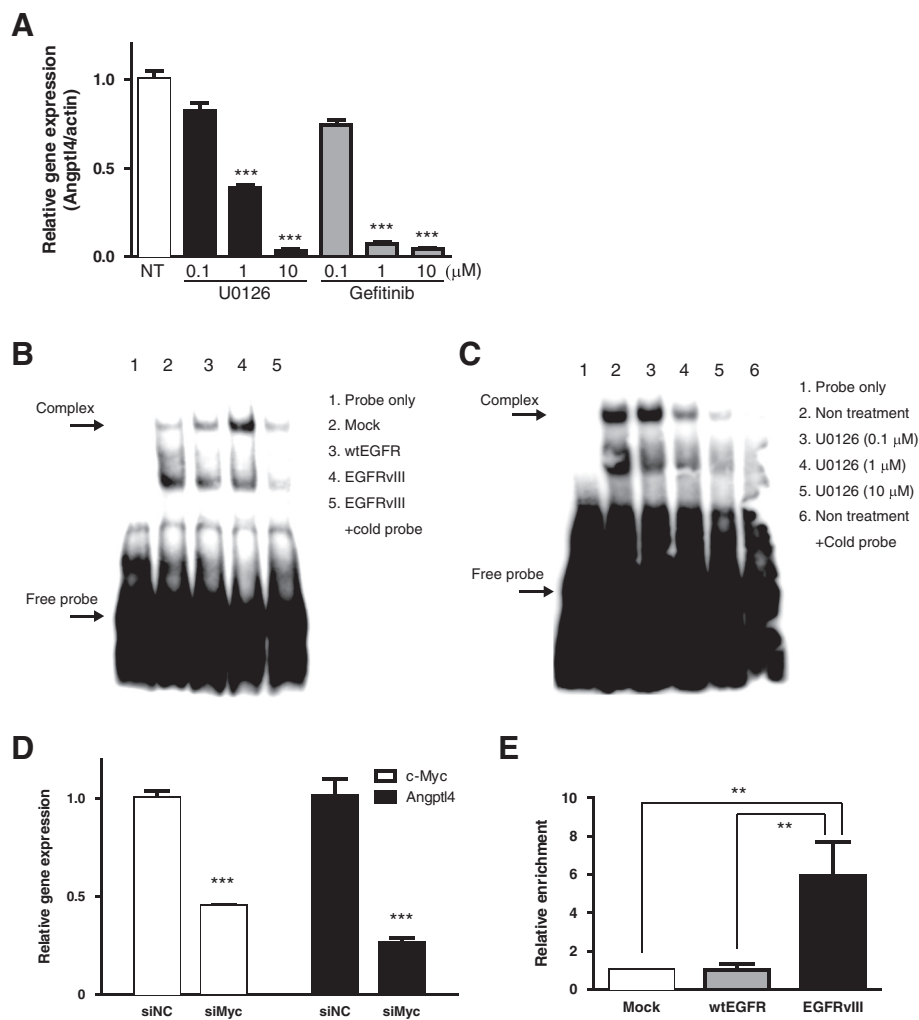 A
Relative gene expression
(Angptl4/actin)
1.0
0.5
0.0
***
***
***
***
NT
0.1
1
10
0.1
1
10
(μM)
U0126
Gefitinib
B
1 2 3 4 5
Complex
Free probe
1. Probe only
2. Mock
3. wtEGFR
4. EGFRvIII
5. EGFRvIII
+cold probe
C
1 2 3 4 5 6
Complex
Free probe
1. Probe only
2. Non treatment
3. U0126 (0.1 μM)
4. U0126 (1 μM)
5. U0126 (10 μM)
6. Non treatment
+Cold probe
D
Relative gene expression
1.0
0.5
0
c-Myc
Angptl4
***
***
siNC
siMyc
siNC
siMyc
E
Relative enrichment
10
8
6
4
2
0
**
**
Mock
wtEGFR
EGFRvIII